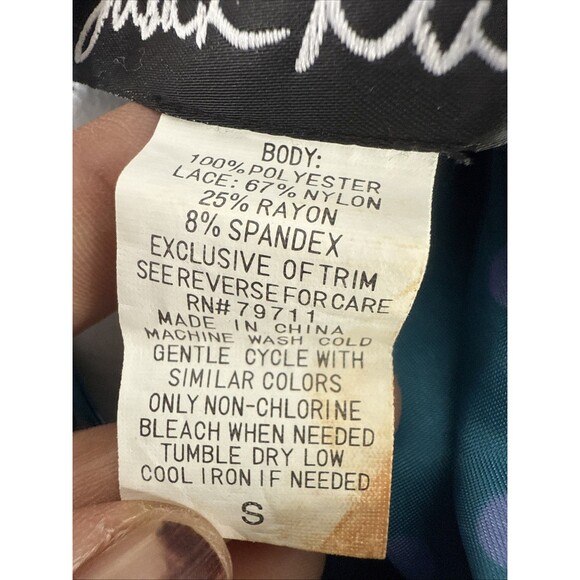 BODY:
100% POLYESTER
LACE: 67% NYLON
25% RAYON
8% SPANDEX
EXCLUSIVE OF TRIM
SEE REVERSE FOR CARE
RN# 79711
MADE IN CHINA
MACHINE WASH COLD
GENTLE CYCLE WITH
SIMILAR COLORS
ONLY NON-CHLORINE
BLEACH WHEN NEEDED
TUMBLE DRY LOW
COOL IRON IF NEEDED
S